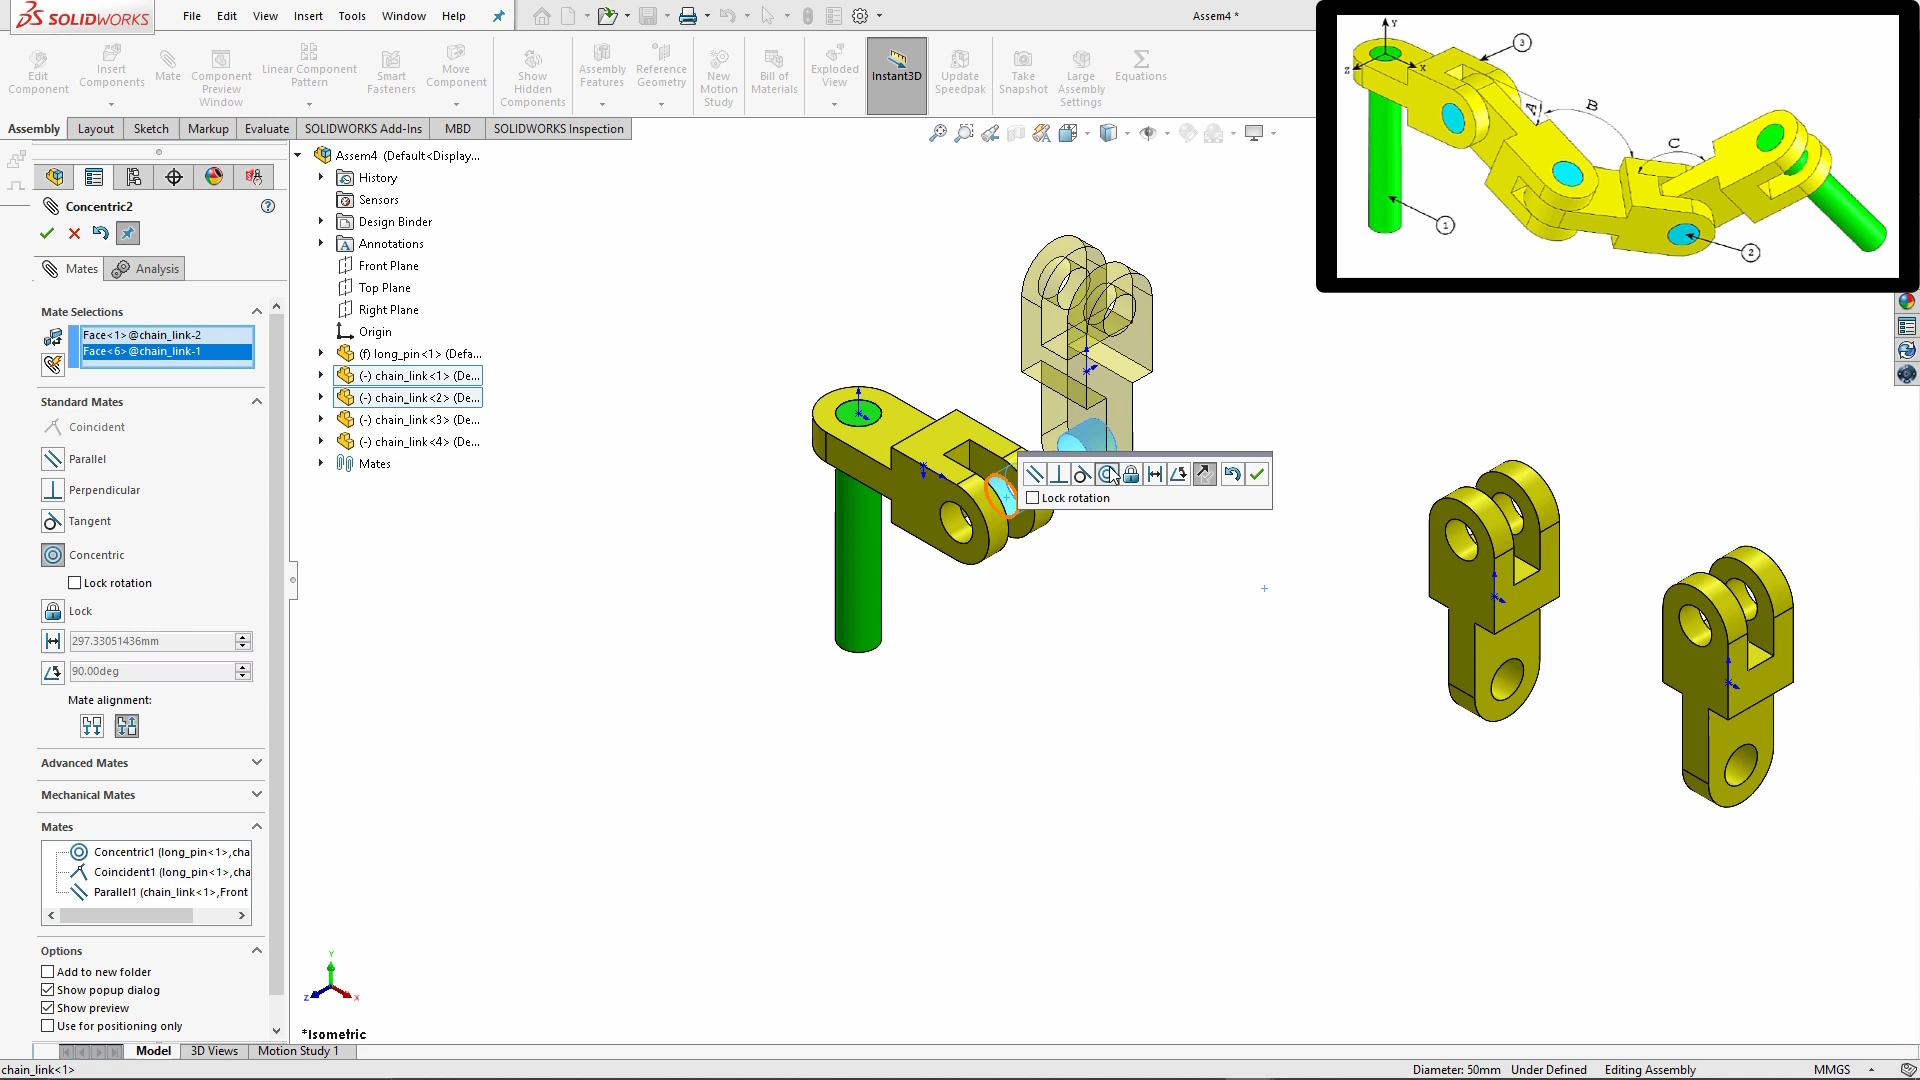 SOLIDWORKS
File Edit View Insert Tools Window Help
Assem4 *
Edit Component
Insert Components
Mate
Component Preview Window
Linear Component Pattern
Smart Fasteners
Move Component
Show Hidden Components
Assembly Features
Reference Geometry
New Motion Study
Bill of Materials
Exploded View
Instant3D
Update Speedpak
Take Snapshot
Large Assembly Settings
Equations
Assembly Layout Sketch Markup Evaluate SOLIDWORKS Add-Ins MBD SOLIDWORKS Inspection
Concentric2
Mates Analysis
Mate Selections
Face<1>@chain_link-2
Face<6>@chain_link-1
Standard Mates
Coincident
Parallel
Perpendicular
Tangent
Concentric
Lock rotation
Lock
297.33051436mm
90.00deg
Mate alignment:
Advanced Mates
Mechanical Mates
Mates
Concentric1 (long_pin<1>,cha
Coincident1 (long_pin<1>,cha
Parallel1 (chain_link<1>,Front
Options
Add to new folder
Show popup dialog
Show preview
Use for positioning only
Assem4 (Default<Display...
History
Sensors
Design Binder
Annotations
Front Plane
Top Plane
Right Plane
Origin
(f) long_pin<1> (Defa...
(-) chain_link<1> (De...
(-) chain_link<2> (De...
(-) chain_link<3> (De...
(-) chain_link<4> (De...
Mates
Lock rotation
Y
X
Z
A
B
C
1
2
3
Y
Z
X
*Isometric
Model 3D Views Motion Study 1
chain_link<1>
Diameter: 50mm Under Defined Editing Assembly MMGS